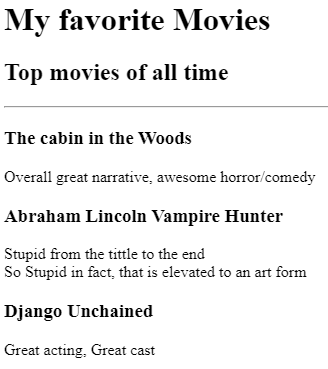 My favorite Movies
Top movies of all time
The cabin in the Woods
Overall great narrative, awesome horror/comedy
Abraham Lincoln Vampire Hunter
Stupid from the tittle to the end
So Stupid in fact, that is elevated to an art form
Django Unchained
Great acting, Great cast